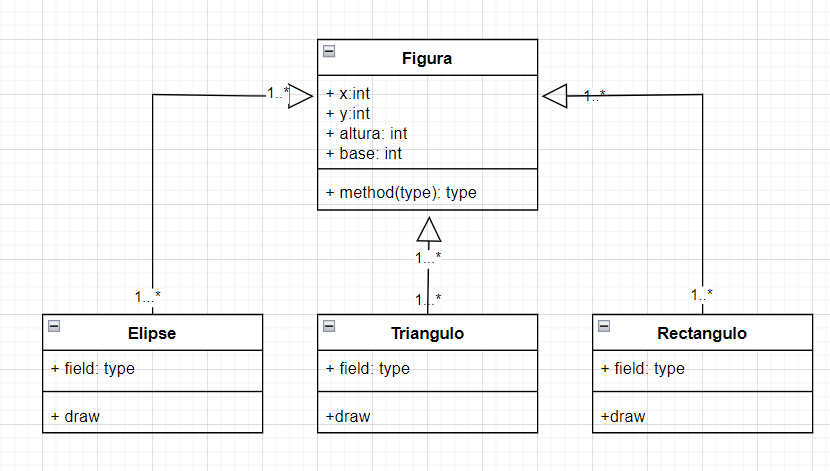 Figura
+ x:int
+ y:int
+ altura: int
+ base: int
+ method(type): type
1..*
1..*
1...*
1...*
1...*
1..*
Elipse
+ field: type
+ draw
Triangulo
+ field: type
+draw
Rectangulo
+ field: type
+draw